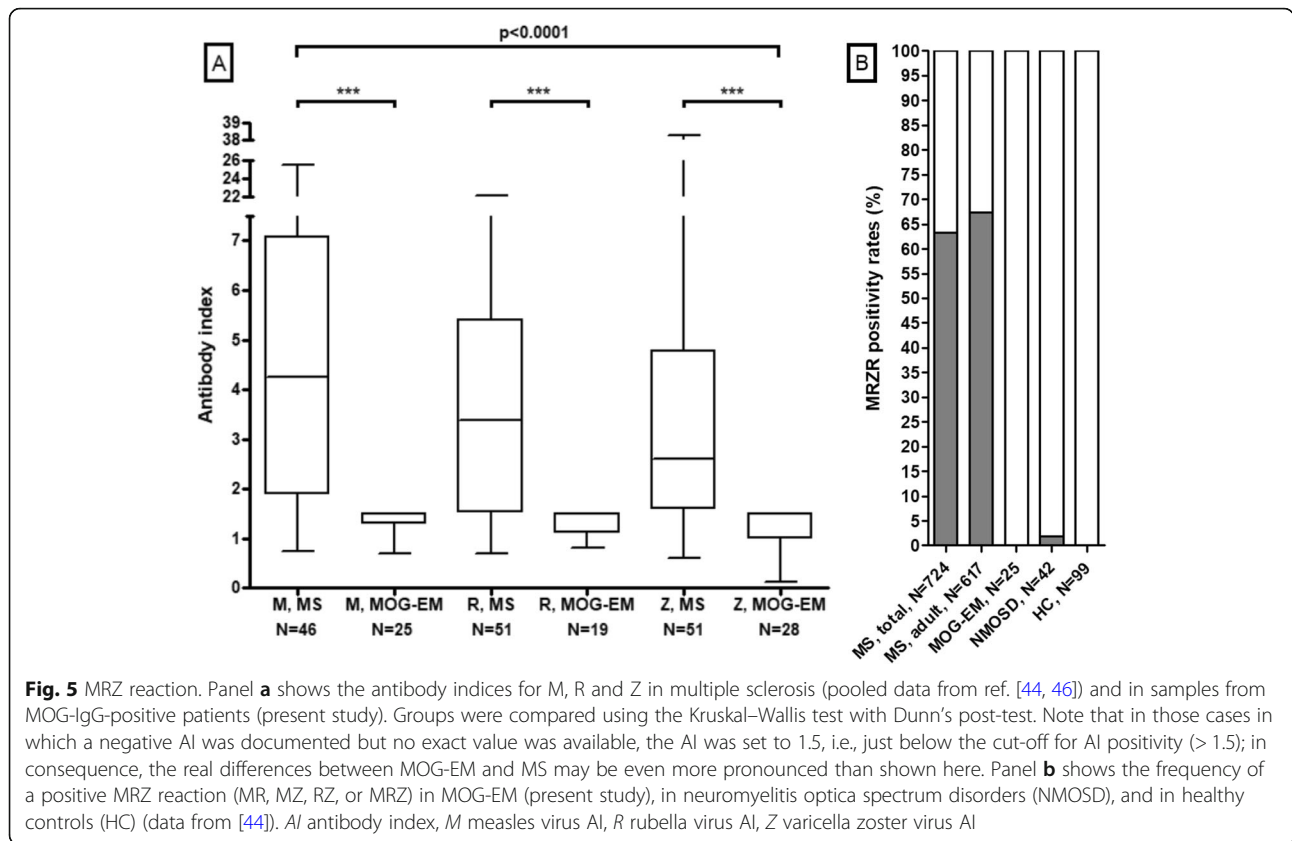 p<0.0001
A
*** *** ***
39
38
26
24
22
7
6
5
4
3
2
1
0
Antibody index
M, MS M, MOG-EM R, MS R, MOG-EM Z, MS Z, MOG-EM
N=46 N=25 N=51 N=19 N=51 N=28
B
100
95
90
85
80
75
70
65
60
55
50
45
40
35
30
25
20
15
10
5
0
MRZR positivity rates (%)
MS, total, N=724
MS, adult, N=617
MOG-EM, N=25
NMOSD, N=42
HC, N=99
Fig. 5 MRZ reaction. Panel a shows the antibody indices for M, R and Z in multiple sclerosis (pooled data from ref. [44, 46]) and in samples from
MOG-IgG-positive patients (present study). Groups were compared using the Kruskal–Wallis test with Dunn's post-test. Note that in those cases in
which a negative AI was documented but no exact value was available, the AI was set to 1.5, i.e., just below the cut-off for AI positivity (> 1.5); in
consequence, the real differences between MOG-EM and MS may be even more pronounced than shown here. Panel b shows the frequency of
a positive MRZ reaction (MR, MZ, RZ, or MRZ) in MOG-EM (present study), in neuromyelitis optica spectrum disorders (NMOSD), and in healthy
controls (HC) (data from [44]). AI antibody index, M measles virus AI, R rubella virus AI, Z varicella zoster virus AI